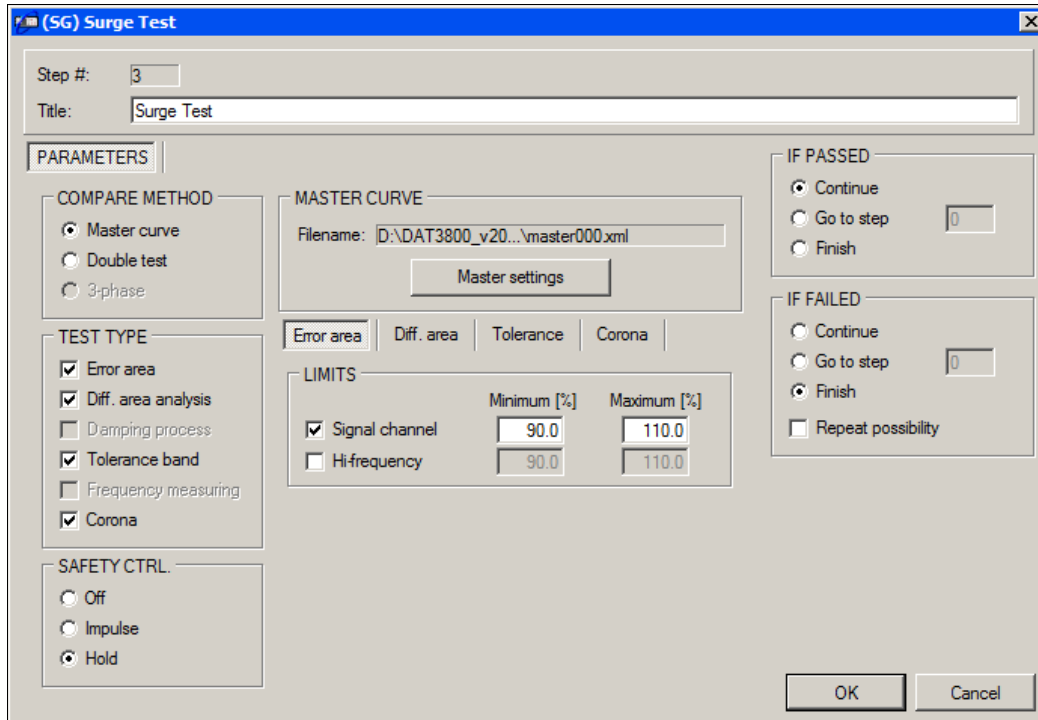 (SG) Surge Test
Step #: 3
Title: Surge Test
PARAMETERS
COMPARE METHOD
Master curve
Double test
3-phase
TEST TYPE
Error area
Diff. area analysis
Damping process
Tolerance band
Frequency measuring
Corona
SAFETY CTRL.
Off
Impulse
Hold
MASTER CURVE
Filename: D:\DAT3800_v20...\master000.xml
Master settings
Error area Diff. area Tolerance Corona
LIMITS
Minimum [%] Maximum [%]
Signal channel 90.0 110.0
Hi-frequency 90.0 110.0
IF PASSED
Continue
Go to step 0
Finish
IF FAILED
Continue
Go to step 0
Finish
Repeat possibility
OK Cancel